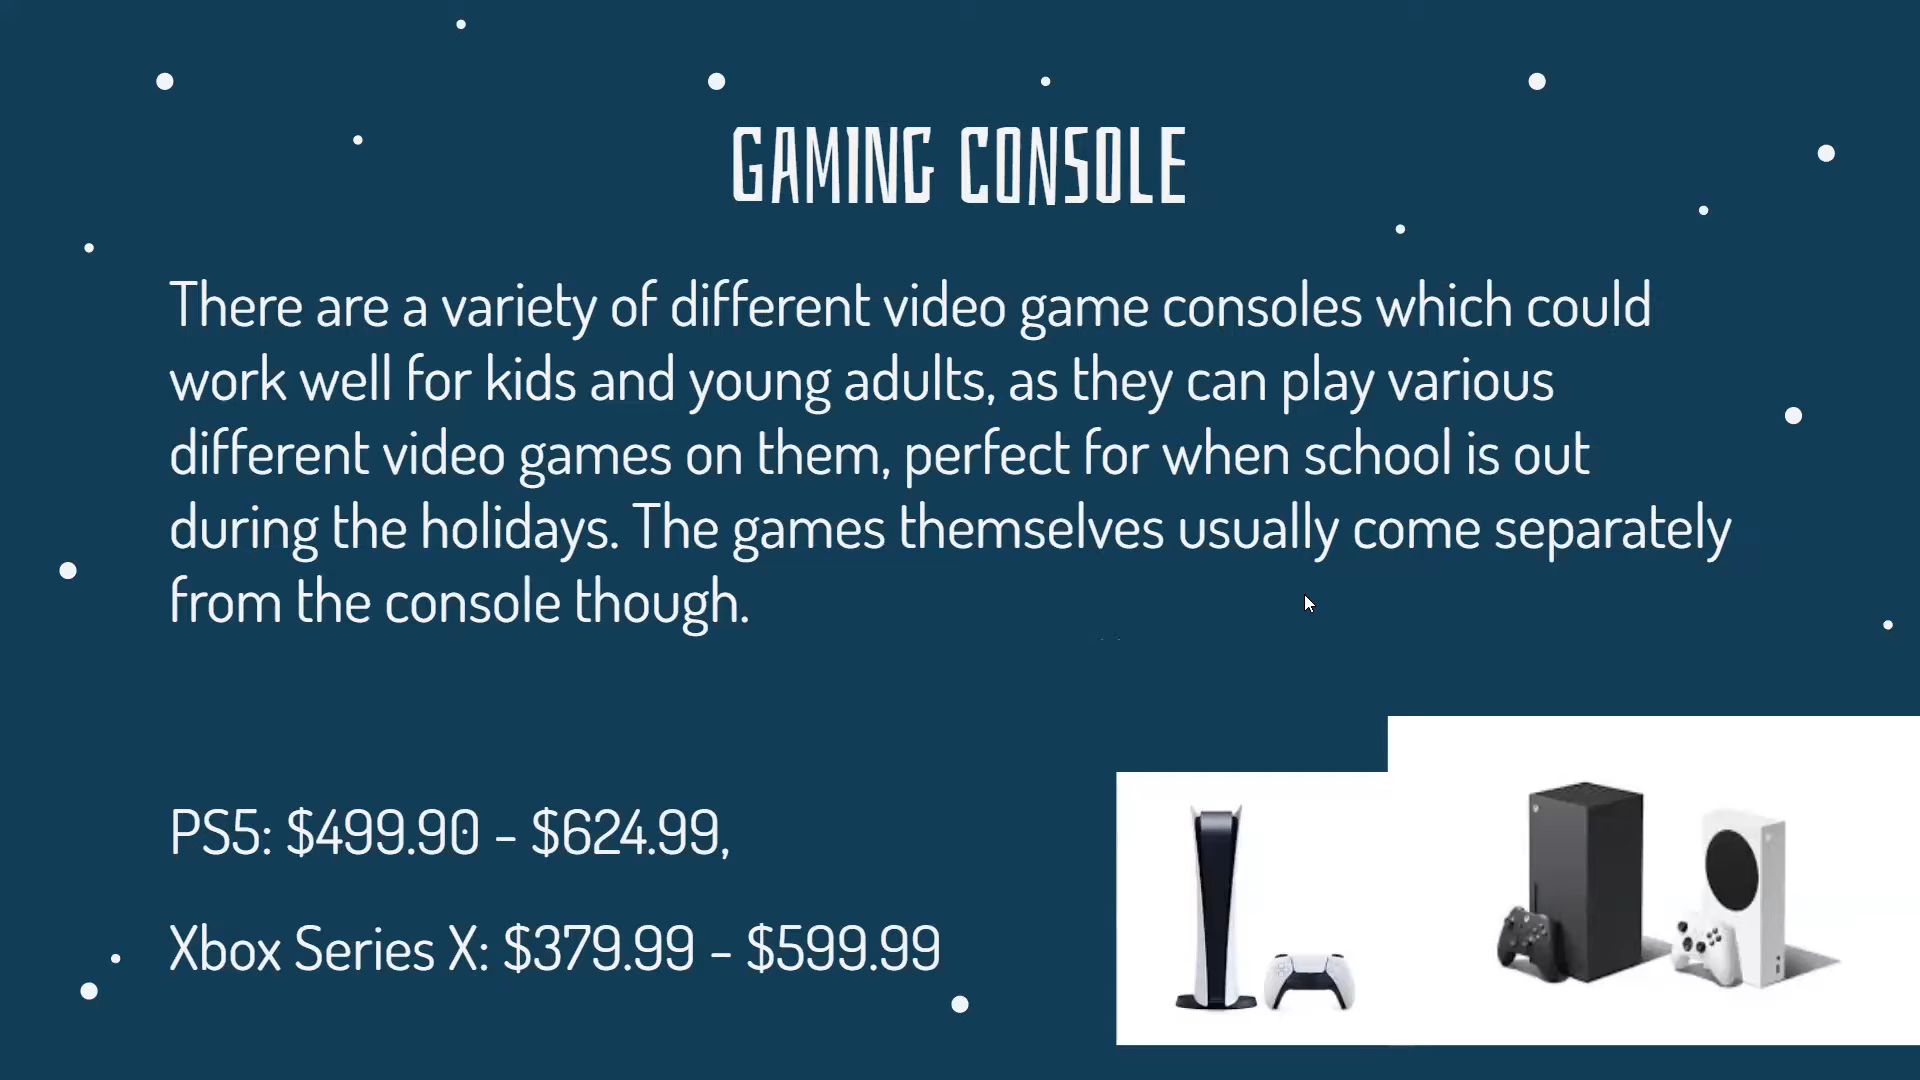 GAMING CONSOLE
There are a variety of different video game consoles which could
work well for kids and young adults, as they can play various
different video games on them, perfect for when school is out
during the holidays. The games themselves usually come separately
from the console though.
PS5: $499.90 - $624.99,
Xbox Series X: $379.99 - $599.99